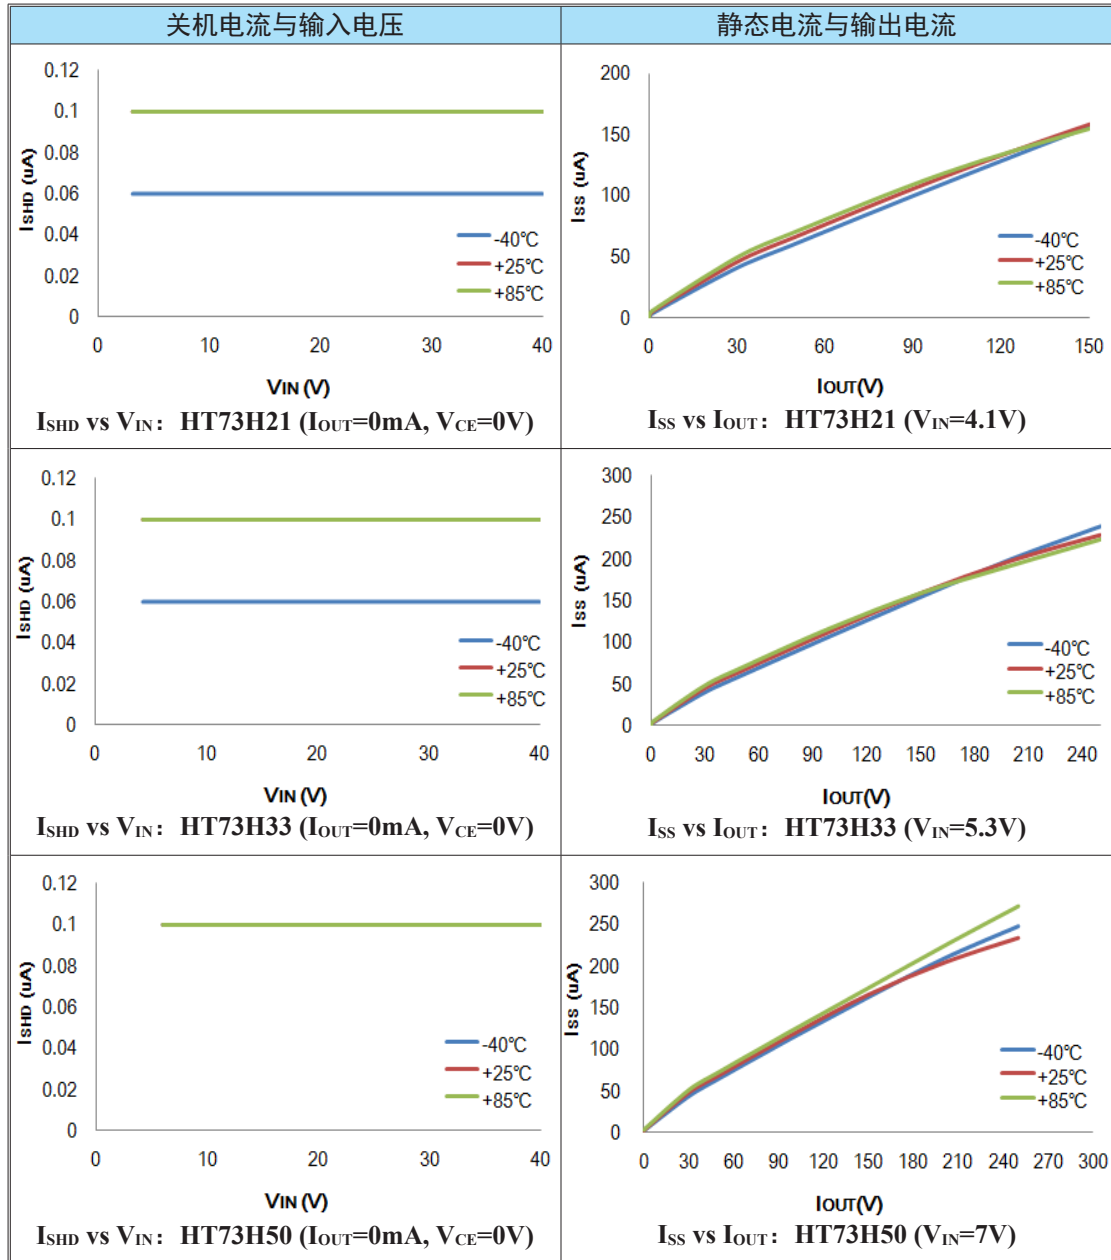 关机电流与输入电压
静态电流与输出电流
0.12
0.1
0.08
0.06
0.04
0.02
0
ISHD (uA)
-40℃
+25℃
+85℃
0 10 20 30 40
VIN (V)
ISHD vs VIN：HT73H21 (IOUT=0mA, VCE=0V)
200
150
100
50
0
ISS (uA)
-40℃
+25℃
+85℃
0 30 60 90 120 150
IOUT(V)
ISS vs IOUT：HT73H21 (VIN=4.1V)
0.12
0.1
0.08
0.06
0.04
0.02
0
ISHD (uA)
-40℃
+25℃
+85℃
0 10 20 30 40
VIN (V)
ISHD vs VIN：HT73H33 (IOUT=0mA, VCE=0V)
300
250
200
150
100
50
0
ISS (uA)
-40℃
+25℃
+85℃
0 30 60 90 120 150 180 210 240
IOUT(V)
ISS vs IOUT：HT73H33 (VIN=5.3V)
0.12
0.1
0.08
0.06
0.04
0.02
0
ISHD (uA)
-40℃
+25℃
+85℃
0 10 20 30 40
VIN (V)
ISHD vs VIN：HT73H50 (IOUT=0mA, VCE=0V)
300
250
200
150
100
50
0
ISS (uA)
-40℃
+25℃
+85℃
0 30 60 90 120 150 180 210 240 270 300
IOUT(V)
ISS vs IOUT：HT73H50 (VIN=7V)